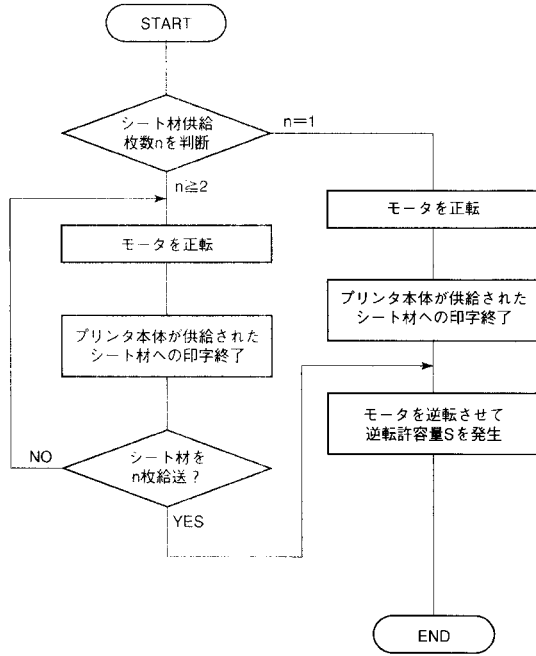 START
シート材供給
枚数nを判断
n=1
n≧2
モータを正転
プリンタ本体が供給された
シート材への印字終了
シート材を
n枚給送？
NO
YES
モータを正転
プリンタ本体が供給された
シート材への印字終了
モータを逆転させて
逆転許容量Sを発生
END